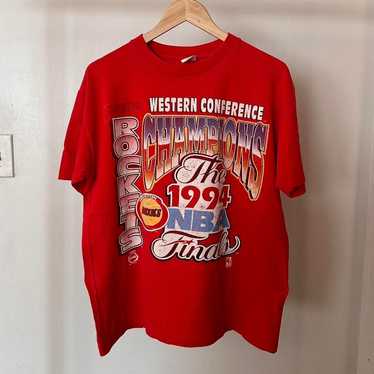 WESTERN CONFERENCE
CHAMPIONS
ROCKETS
The
1994
NBA
Finals